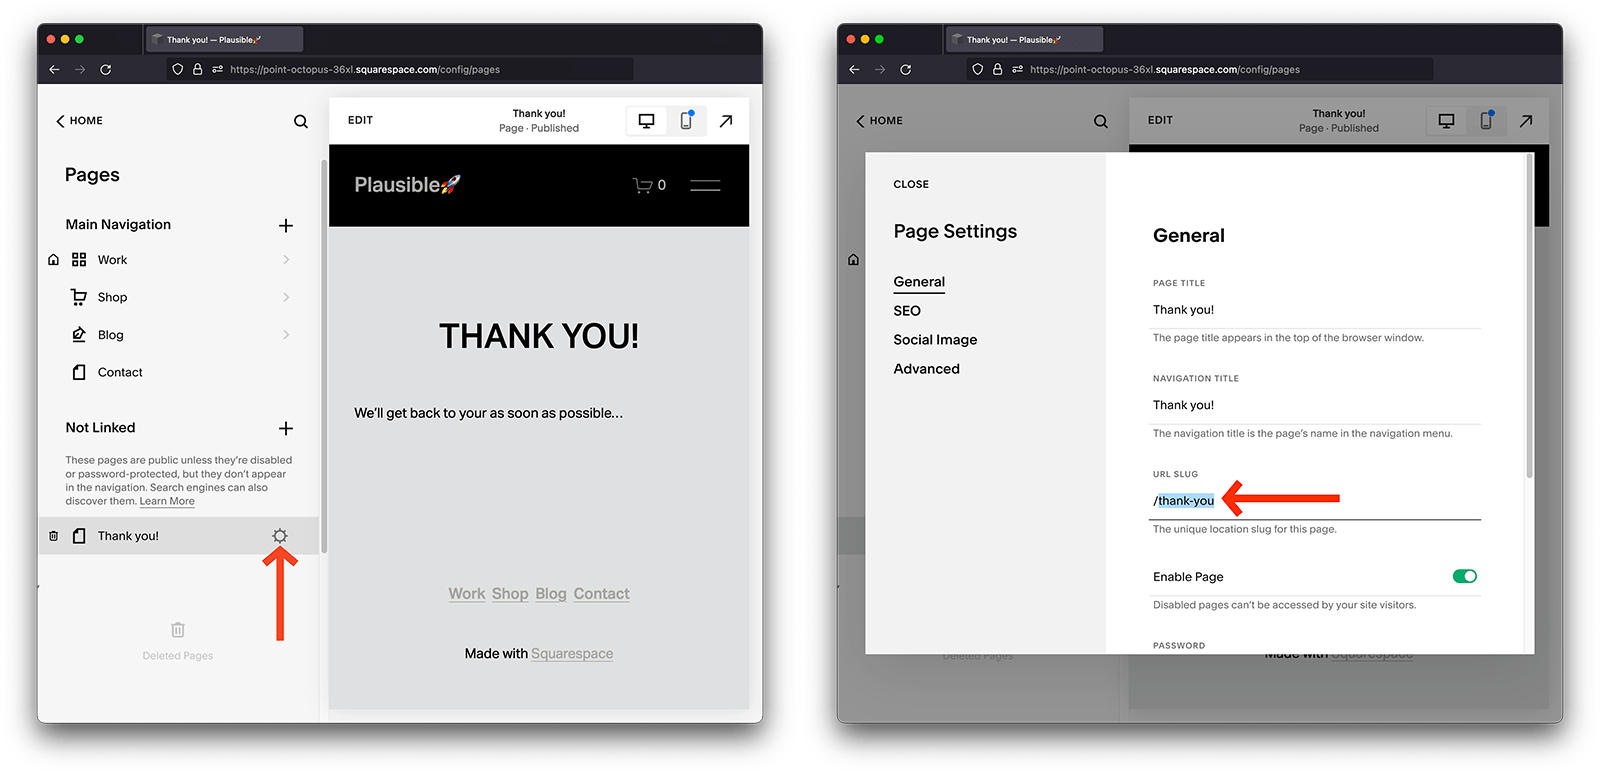 Thank you! — Plausible🚀
https://point-octopus-36xl.squarespace.com/config/pages
HOME
Pages
Main Navigation
Work
Shop
Blog
Contact
Not Linked
These pages are public unless they're disabled
or password-protected, but they don't appear
in the navigation. Search engines can also
discover them. Learn More
Thank you!
Deleted Pages
EDIT
Thank you!
Page · Published
Plausible🚀
0
THANK YOU!
We'll get back to your as soon as possible...
Work Shop Blog Contact
Made with Squarespace
Thank you! — Plausible🚀
https://point-octopus-36xl.squarespace.com/config/pages
HOME
EDIT
Thank you!
Page · Published
CLOSE
Page Settings
General
SEO
Social Image
Advanced
General
PAGE TITLE
Thank you!
The page title appears in the top of the browser window.
NAVIGATION TITLE
Thank you!
The navigation title is the page's name in the navigation menu.
URL SLUG
/thank-you
The unique location slug for this page.
Enable Page
Disabled pages can't be accessed by your site visitors.
PASSWORD
Deleted Pages
Made with Squarespace